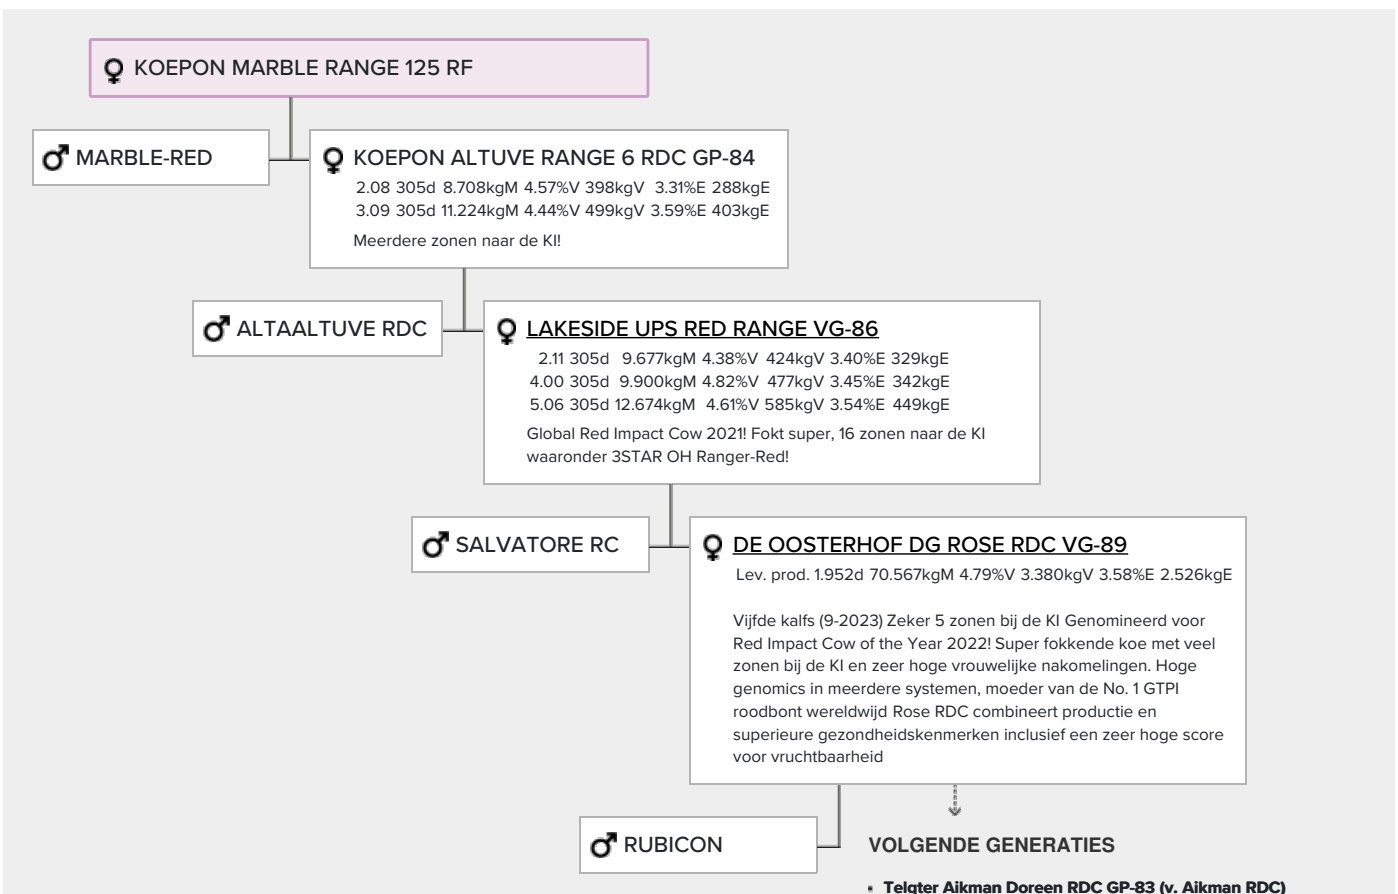 KOEPON MARBLE RANGE 125 RF
MARBLE-RED
KOEPON ALTUVE RANGE 6 RDC GP-84
2.08 305d 8.708kgM 4.57%V 398kgV 3.31%E 288kgE
3.09 305d 11.224kgM 4.44%V 499kgV 3.59%E 403kgE
Meerdere zonen naar de KI!
ALTAALTUVE RDC
LAKESIDE UPS RED RANGE VG-86
2.11 305d 9.677kgM 4.38%V 424kgV 3.40%E 329kgE
4.00 305d 9.900kgM 4.82%V 477kgV 3.45%E 342kgE
5.06 305d 12.674kgM 4.61%V 585kgV 3.54%E 449kgE
Global Red Impact Cow 2021! Fokt super, 16 zonen naar de KI
waaronder 3STAR OH Ranger-Red!
SALVATORE RC
DE OOSTERHOF DG ROSE RDC VG-89
Lev. prod. 1.952d 70.567kgM 4.79%V 3.380kgV 3.58%E 2.526kgE
Vijfde kalfs (9-2023) Zeker 5 zonen bij de KI Genomineerd voor
Red Impact Cow of the Year 2022! Super fokkende koe met veel
zonen bij de KI en zeer hoge vrouwelijke nakomelingen. Hoge
genomics in meerdere systemen, moeder van de No. 1 GTPI
roodbont wereldwijd Rose RDC combineert productie en
superieure gezondheidskenmerken inclusief een zeer hoge score
voor vruchtbaarheid
RUBICON
VOLGENDE GENERATIES
Telgter Aikman Doreen RDC GP-83 (v. Aikman RDC)